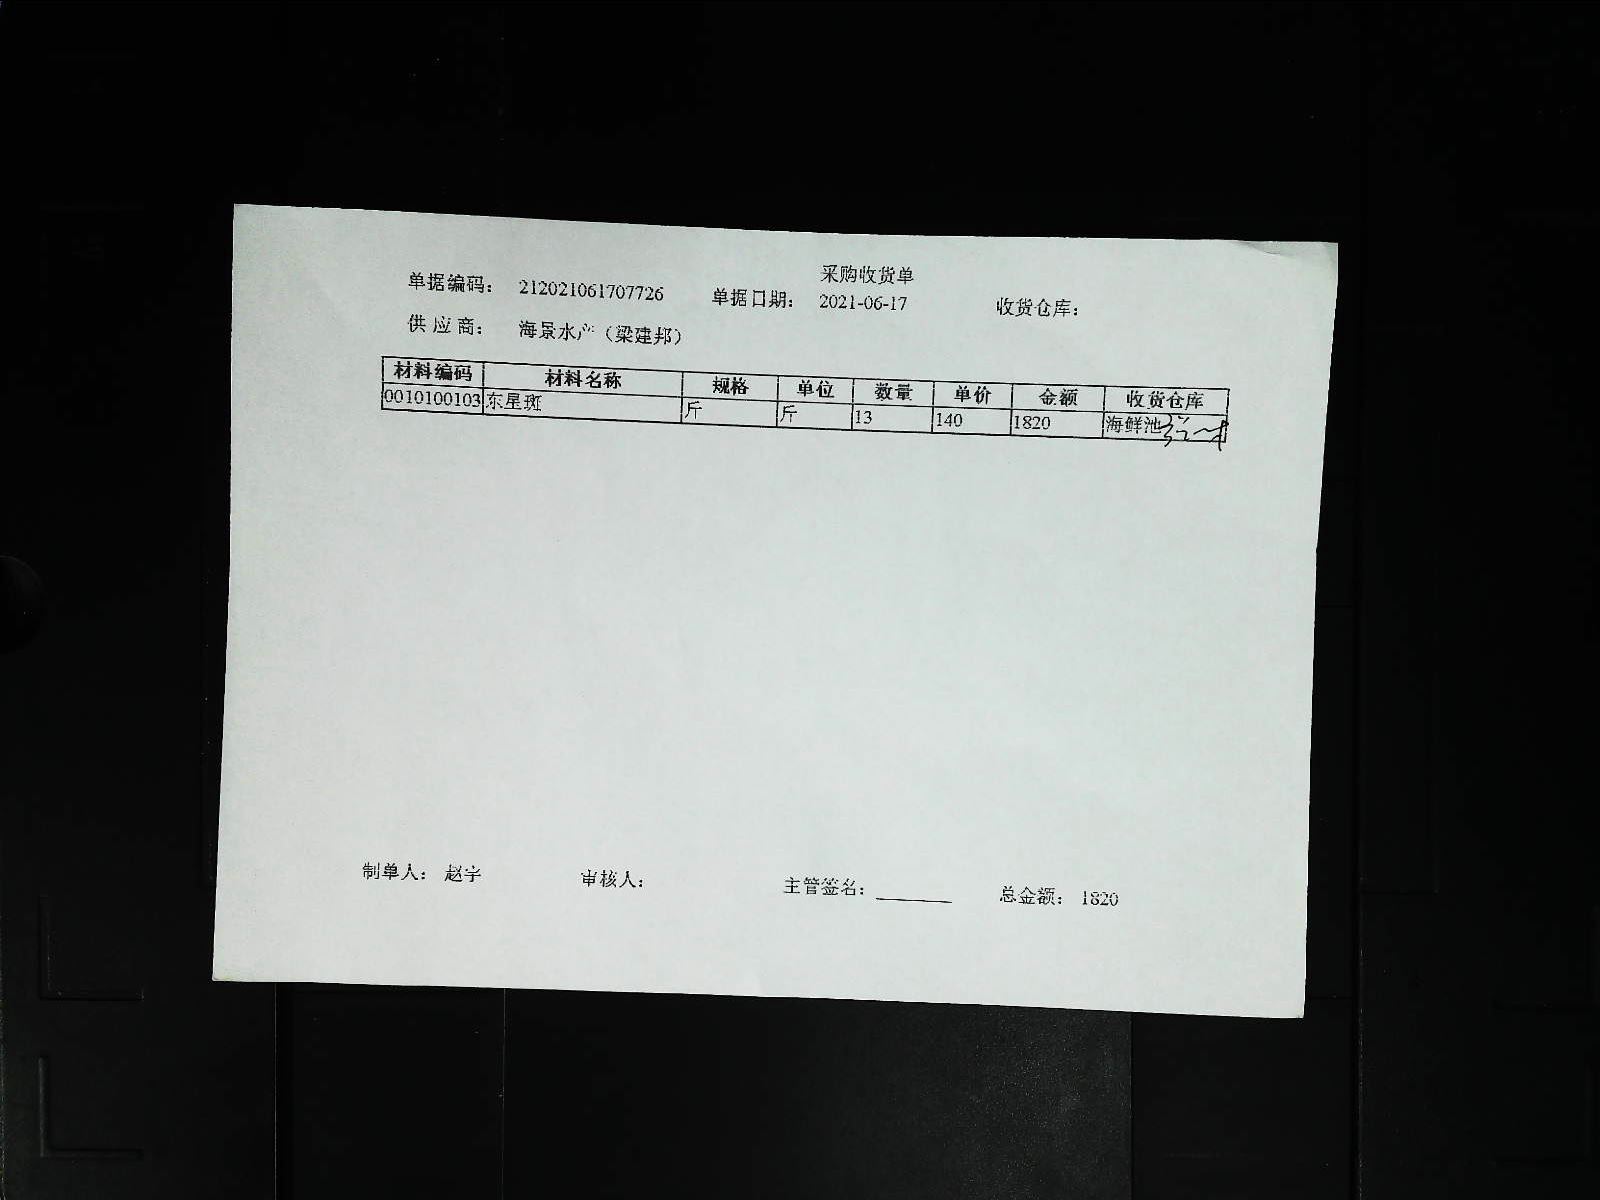 采购收货单
单据编码： 212021061707726 单据日期： 2021-06-17 收货仓库：
供 应 商： 海景水产（梁建邦）
材料编码 材料名称 规格 单位 数量 单价 金额 收货仓库
0010100103 东星斑 斤 斤 13 140 1820 海鲜池
制单人： 赵宇 审核人： 主管签名：______ 总金额： 1820